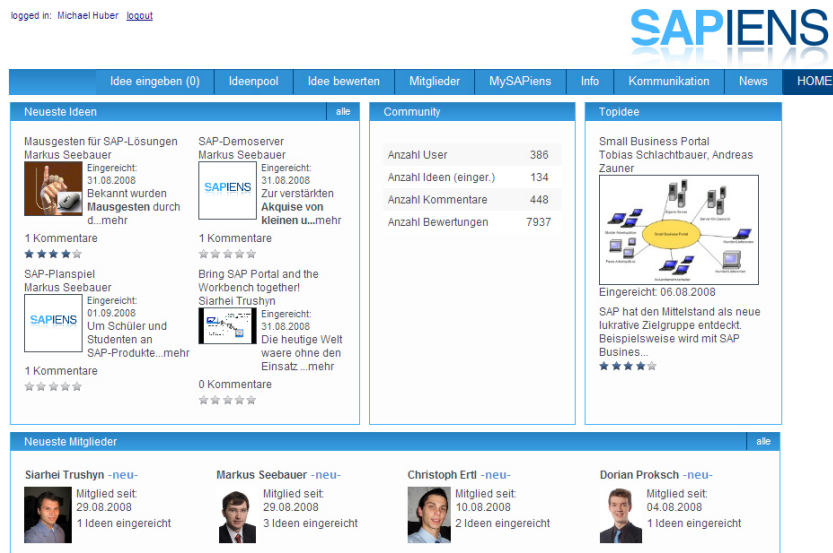 logged in: Michael Huber logout
SAPIENS
Idee eingeben (0) Ideenpool Idee bewerten Mitglieder MySAPiens Info Kommunikation News HOME
Neueste Ideen alle
Mausgesten für SAP-Lösungen
Markus Seebauer
Eingereicht:
31.08.2008
Bekannt wurden
Mausgesten durch
d...mehr
1 Kommentare
SAP-Demoserver
Markus Seebauer
SAPIENS
Eingereicht:
31.08.2008
Zur verstärkten
Akquise von
kleinen u...mehr
1 Kommentare
SAP-Planspiel
Markus Seebauer
SAPIENS
Eingereicht:
01.09.2008
Um Schüler und
Studenten an
SAP-Produkte...mehr
1 Kommentare
Bring SAP Portal and the
Workbench together!
Siarhei Trushyn
Eingereicht:
31.08.2008
Die heutige Welt
waere ohne den
Einsatz ...mehr
0 Kommentare
Community
Anzahl User 386
Anzahl Ideen (einger.) 134
Anzahl Kommentare 448
Anzahl Bewertungen 7937
Topidee
Small Business Portal
Tobias Schlachtbauer, Andreas
Zauner
Small Business Portal
Eingereicht: 06.08.2008
SAP hat den Mittelstand als neue
lukrative Zielgruppe entdeckt.
Beispielsweise wird mit SAP
Busines...
Neueste Mitglieder alle
Siarhei Trushyn -neu-
Mitglied seit:
29.08.2008
1 Ideen eingereicht
Markus Seebauer -neu-
Mitglied seit:
29.08.2008
3 Ideen eingereicht
Christoph Ertl -neu-
Mitglied seit:
10.08.2008
2 Ideen eingereicht
Dorian Proksch -neu-
Mitglied seit:
04.08.2008
1 Ideen eingereicht